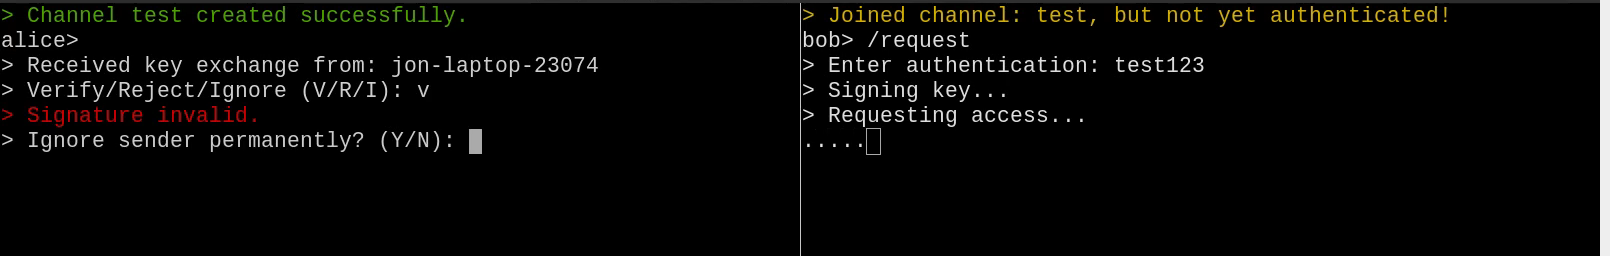 > Channel test created successfully.
alice>
> Received key exchange from: jon-laptop-23074
> Verify/Reject/Ignore (V/R/I): v
> Signature invalid.
> Ignore sender permanently? (Y/N):
> Joined channel: test, but not yet authenticated!
bob> /request
> Enter authentication: test123
> Signing key...
> Requesting access...
.....